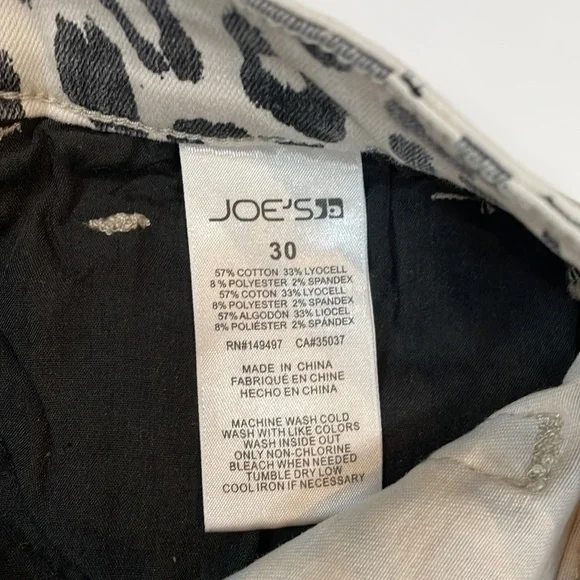 JOE'S
30
57% COTTON 33% LYOCELL
8% POLYESTER 2% SPANDEX
57% COTON 33% LYOCELL
8% POLYESTER 2% SPANDEX
57% ALGODÓN 33% LIOCEL
8% POLIÉSTER 2% SPÁNDEX
RN#149497 CA#35037
MADE IN CHINA
FABRIQUÉ EN CHINE
HECHO EN CHINA
MACHINE WASH COLD
WASH WITH LIKE COLORS
WASH INSIDE OUT
ONLY NON-CHLORINE
BLEACH WHEN NEEDED
TUMBLE DRY LOW
COOL IRON IF NECESSARY